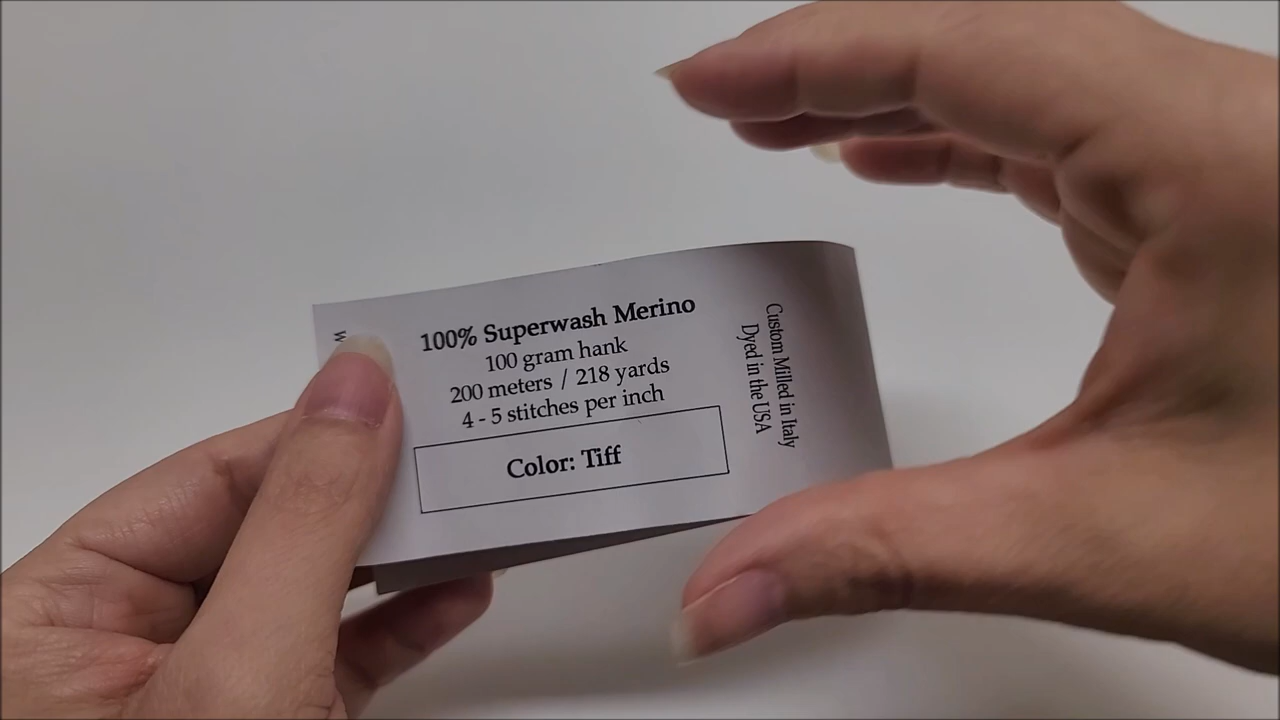 100% Superwash Merino
100 gram hank
200 meters / 218 yards
4 - 5 stitches per inch
Color: Tiff
Custom Milled in Italy
Dyed in the USA